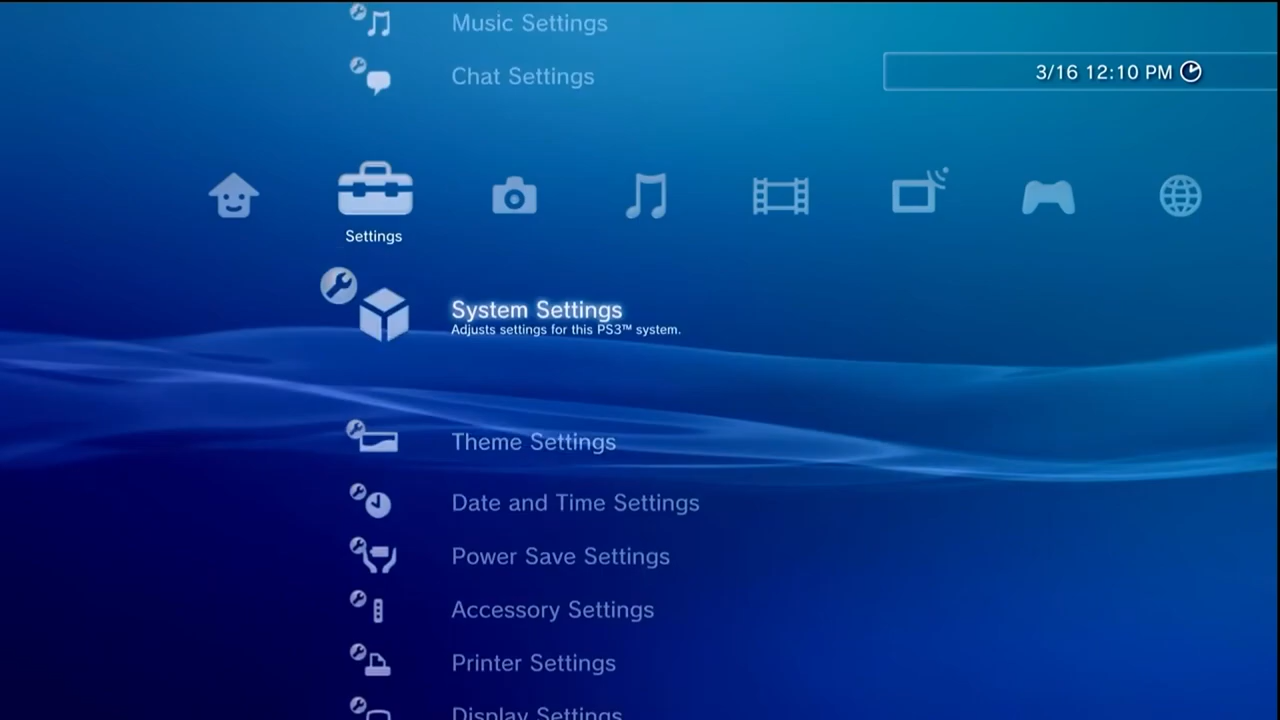 Music Settings
Chat Settings
3/16 12:10 PM
Settings
System Settings
Adjusts settings for this PS3™ system.
Theme Settings
Date and Time Settings
Power Save Settings
Accessory Settings
Printer Settings
Display Settings